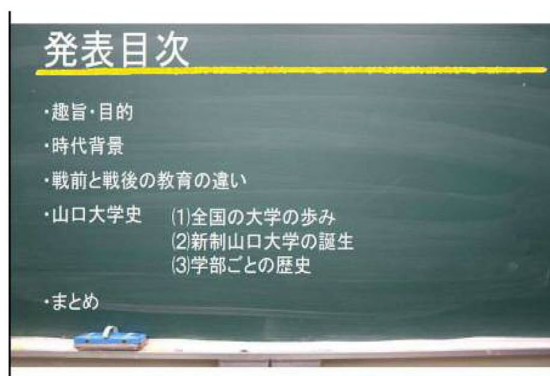 発表目次
・趣旨・目的
・時代背景
・戦前と戦後の教育の違い
・山口大学史 (1)全国の大学の歩み
(2)新制山口大学の誕生
(3)学部ごとの歴史
・まとめ